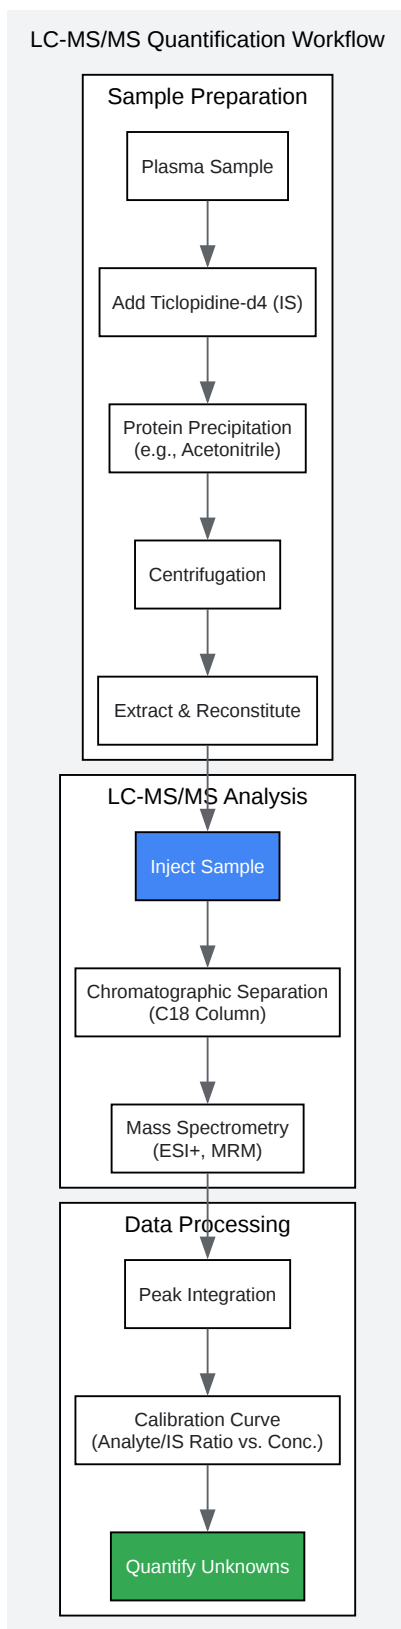 LC-MS/MS Quantification Workflow
Sample Preparation
Plasma Sample
Add Ticlopidine-d4 (IS)
Protein Precipitation
(e.g., Acetonitrile)
Centrifugation
Extract & Reconstitute
LC-MS/MS Analysis
Inject Sample
Chromatographic Separation
(C18 Column)
Mass Spectrometry
(ESI+, MRM)
Data Processing
Peak Integration
Calibration Curve
(Analyte/IS Ratio vs. Conc.)
Quantify Unknowns